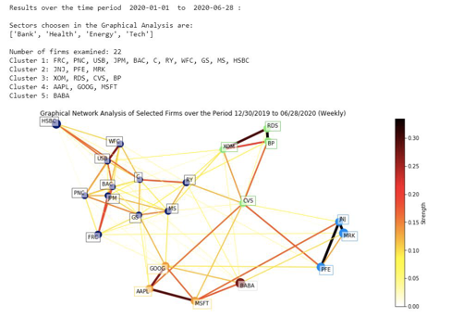 Results over the time period 2020-01-01 to 2020-06-28 :
Sectors choosen in the Graphical Analysis are:
['Bank', 'Health', 'Energy', 'Tech']
Number of firms examined: 22
Cluster 1: FRC, PNC, USB, JPM, BAC, C, RY, WFC, GS, MS, HSBC
Cluster 2: JNJ, PFE, MRK
Cluster 3: XOM, RDS, CVS, BP
Cluster 4: AAPL, GOOG, MSFT
Cluster 5: BABA
Graphical Network Analysis of Selected Firms over the Period 12/30/2019 to 06/28/2020 (Weekly)
HSBC
RDS
WFC
BP
XOM
USB
C
RY
BAC
PNC
JPM
CVS
MS
GS
JNJ
FRC
MRK
GOOG
PFE
BABA
AAPL
MSFT
0.30
0.25
0.20
0.15
0.10
0.05
0.00
Strength